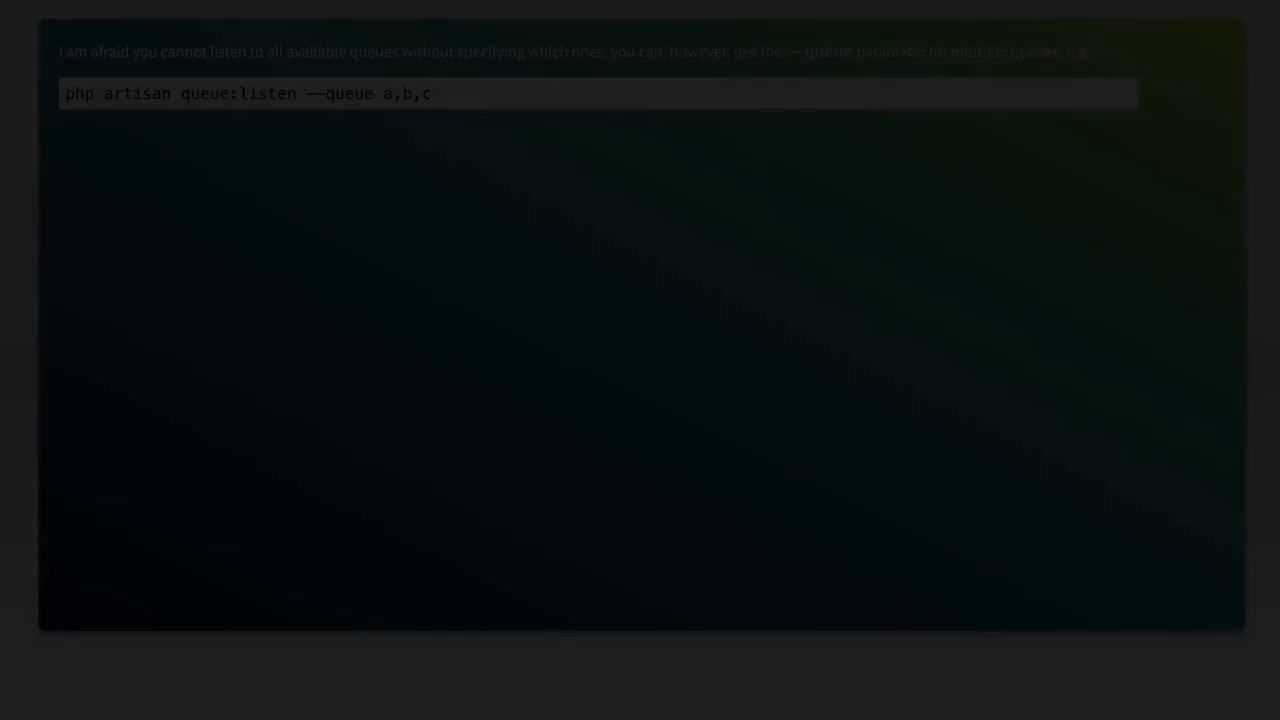 I am afraid you cannot listen to all available queues without specifying which ones; you can, however, use the --queue parameter for multiple queues, e.g.,
php artisan queue:listen --queue a,b,c